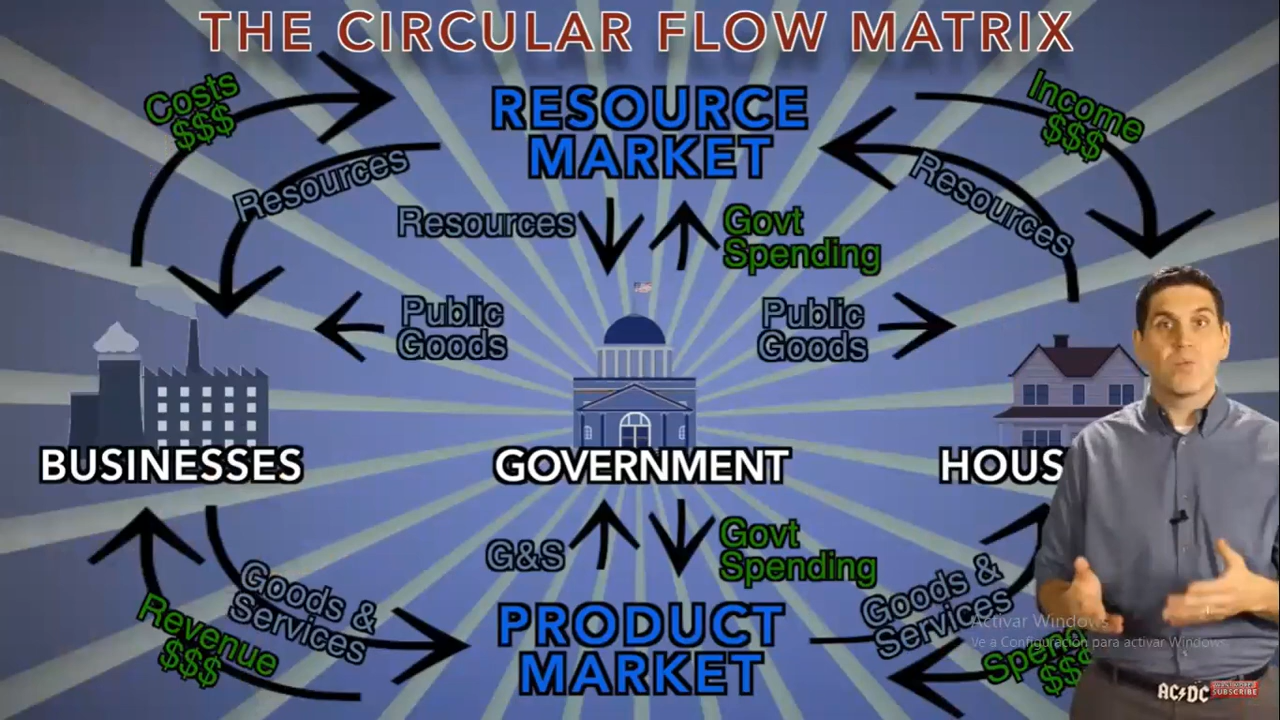 THE CIRCULAR FLOW MATRIX
Costs
$$$
RESOURCE
MARKET
Income
$$$
Resources
Resources
Resources
Govt
Spending
Public
Goods
Public
Goods
BUSINESSES
GOVERNMENT
HOUS
Goods &
Services
Revenue
$$$
G&S
Govt
Spending
PRODUCT
MARKET
Goods &
Services
$$$
Activar Windows
Ve a Configuración para activar Windows.
AC/DC
SUBSCRIBE